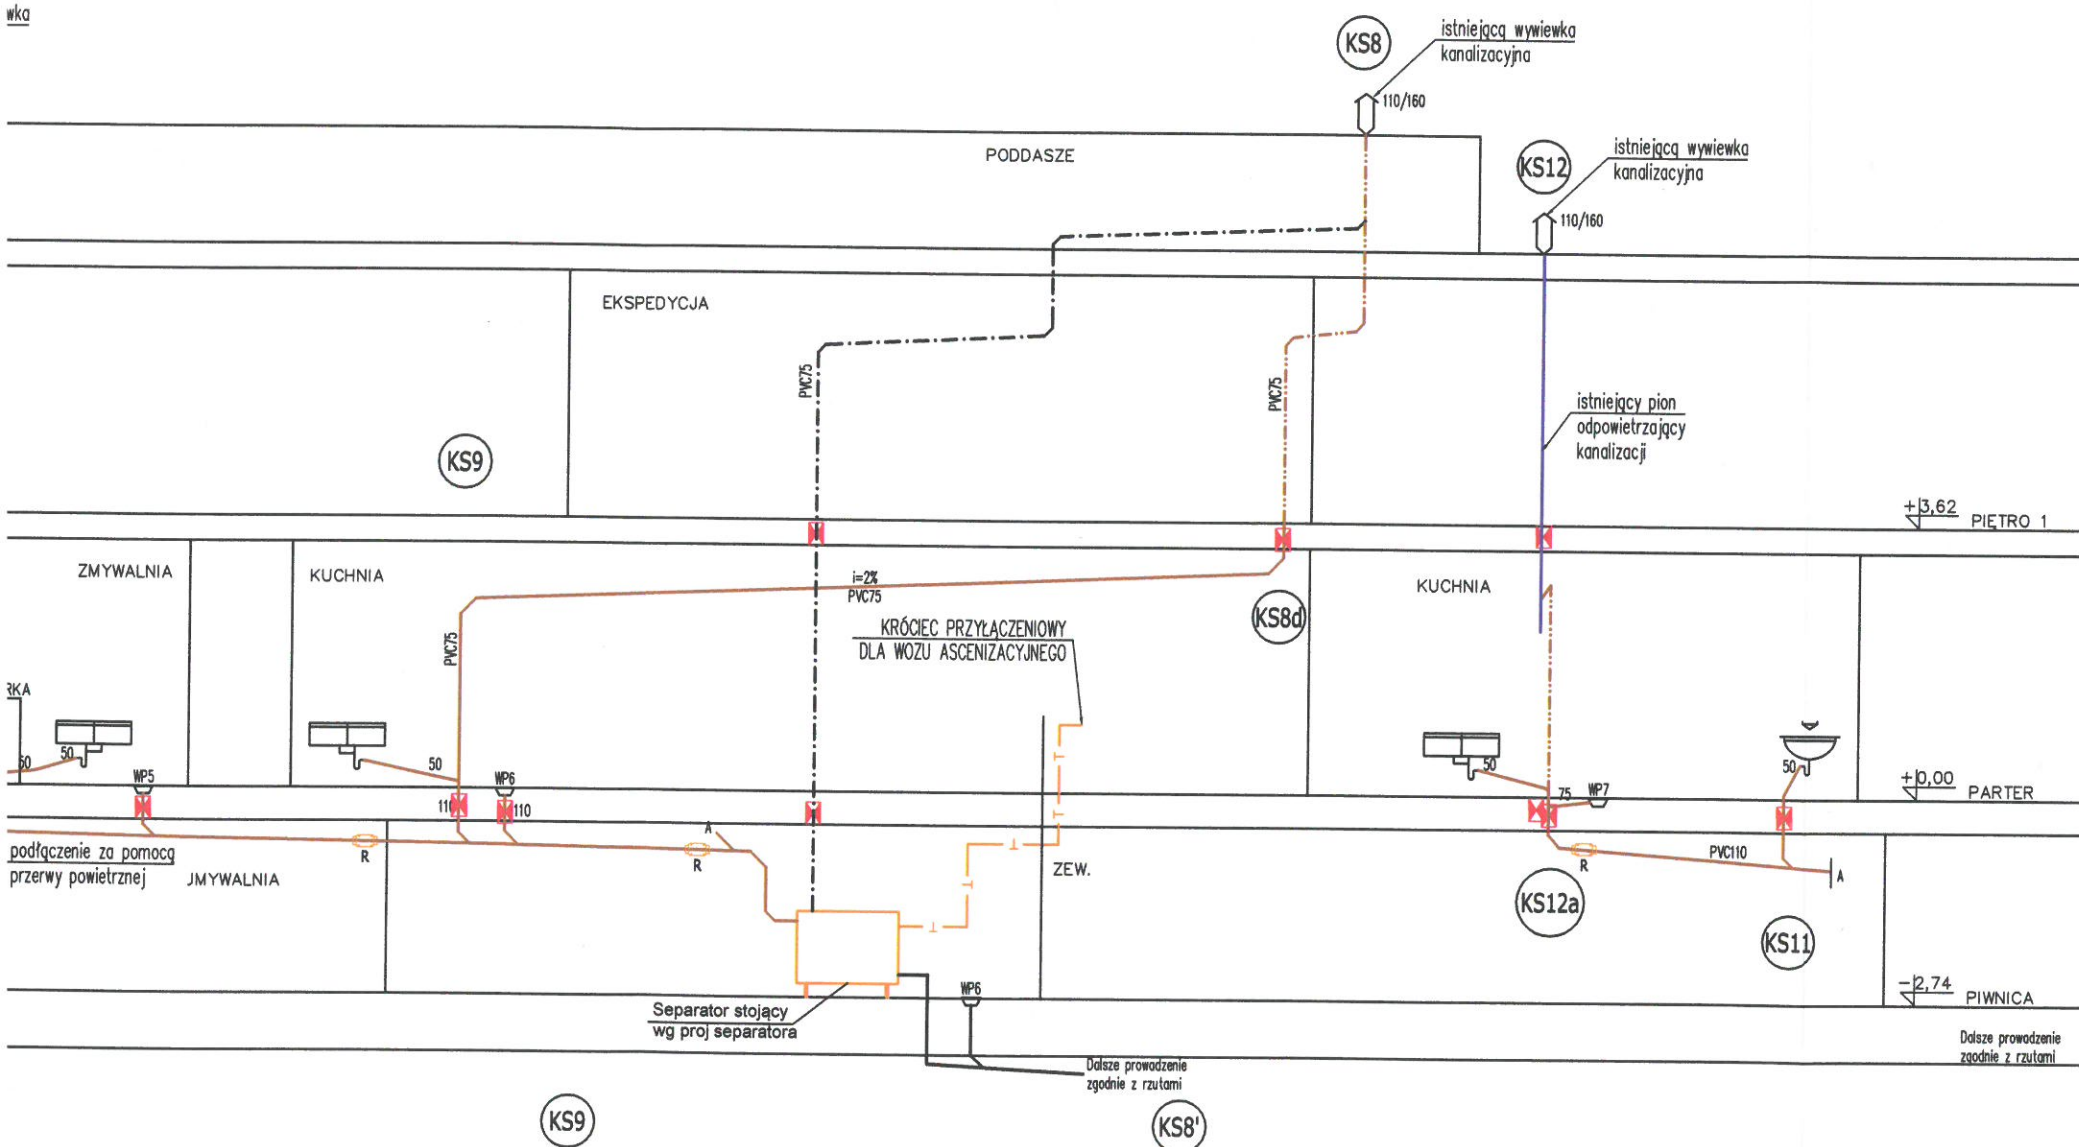 wka
KS8
istniejącą wywiewka
kanalizacyjna
110/160
PODDASZE
KS12
istniejącą wywiewka
kanalizacyjna
110/160
EKSPEDYCJA
PVC75
PVC75
istniejący pion
odpowietrzający
kanalizacji
KS9
+3,62
PIĘTRO 1
ZMYWALNIA
KUCHNIA
i=2%
PVC75
KUCHNIA
KS8d
KRÓCIEC PRZYŁĄCZENIOWY
DLA WOZU ASCENIZACYJNEGO
PVC75
RKA
50
50
50
50
50
WP5
WP6
110
110
75
WP7
+0,00
PARTER
A
R
R
R
podłączenie za pomocą
przerwy powietrznej
JMYWALNIA
ZEW.
PVC110
A
KS12a
KS11
-2,74
PIWNICA
Separator stojący
wg proj separatora
WP6
Dalsze prowadzenie
zgodnie z rzutami
Dalsze prowadzenie
zgodnie z rzutami
KS9
KS8'